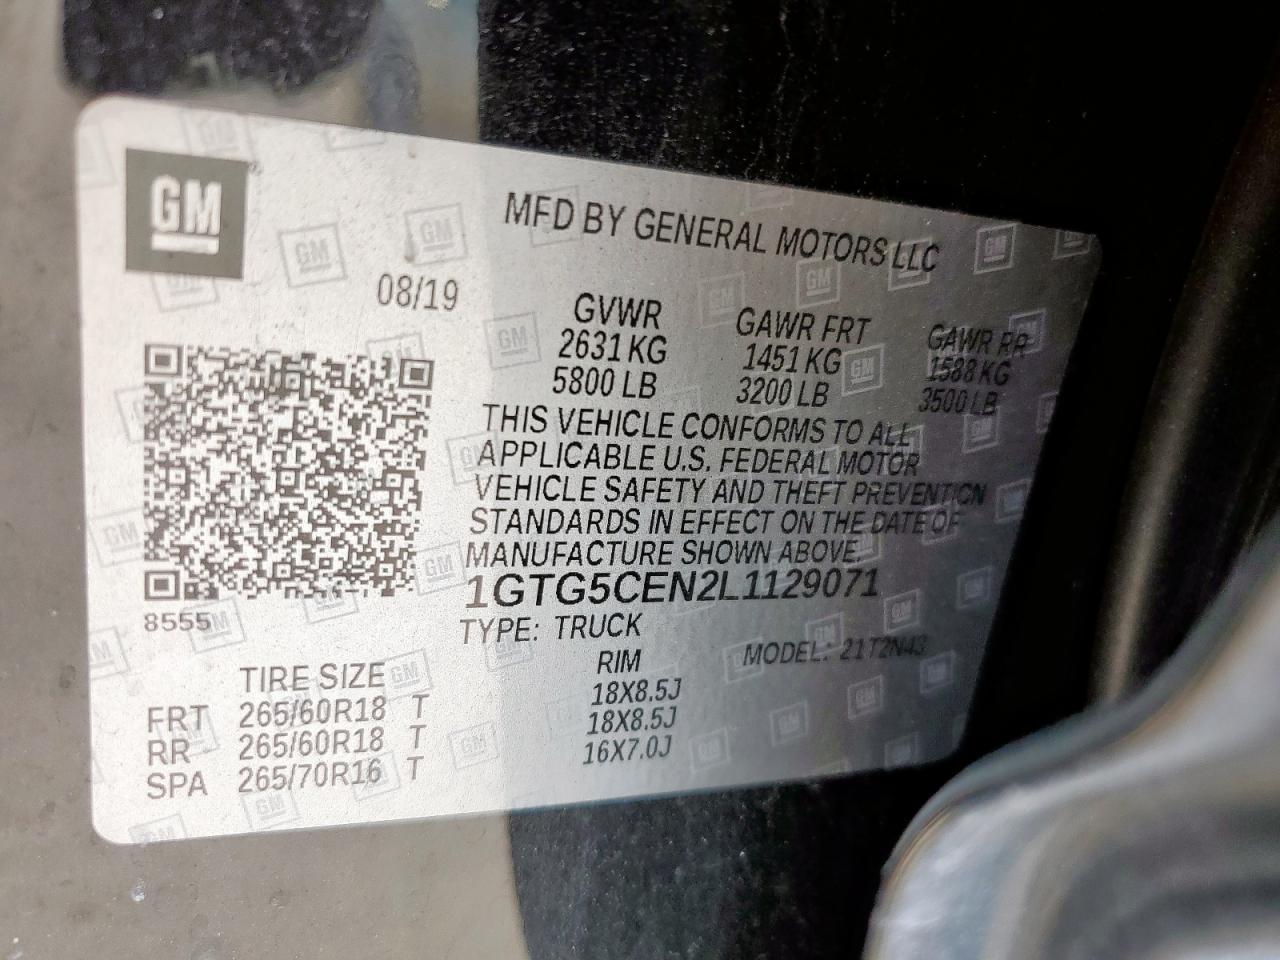 GM
MFD BY GENERAL MOTORS LLC
08/19
GVWR GAWR FRT GAWR RR
2631 KG 1451 KG 1588 KG
5800 LB 3200 LB 3500 LB
THIS VEHICLE CONFORMS TO ALL
APPLICABLE U.S. FEDERAL MOTOR
VEHICLE SAFETY AND THEFT PREVENTION
STANDARDS IN EFFECT ON THE DATE OF
MANUFACTURE SHOWN ABOVE.
1GTG5CEN2L1129071
8555
TYPE: TRUCK MODEL: 21T2N43
TIRE SIZE RIM
FRT 265/60R18 T 18X8.5J
RR 265/60R18 T 18X8.5J
SPA 265/70R16 T 16X7.0J